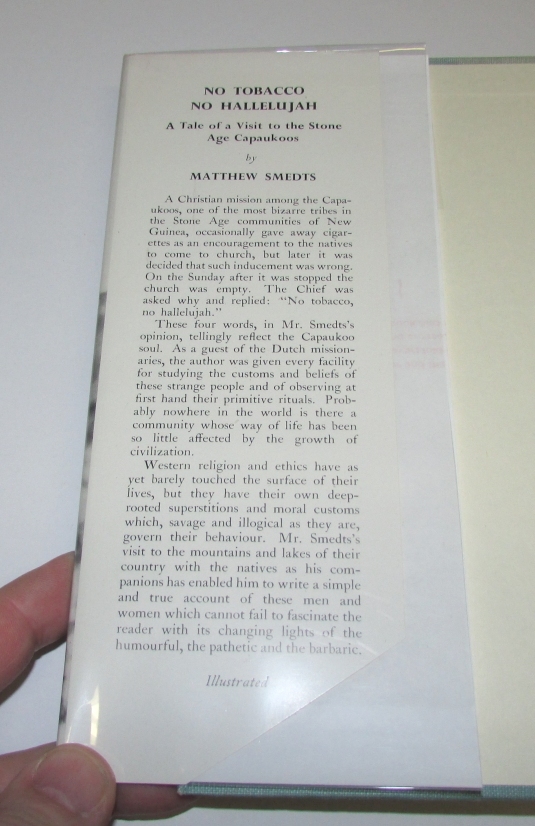 NO TOBACCO
NO HALLELUJAH
A Tale of a Visit to the Stone
Age Capaukoos
by
MATTHEW SMEDTS
A Christian mission among the Capa-
ukoos, one of the most bizarre tribes in
the Stone Age communities of New
Guinea, occasionally gave away cigar-
ettes as an encouragement to the natives
to come to church, but later it was
decided that such inducement was wrong.
On the Sunday after it was stopped the
church was empty. The Chief was
asked why and replied: "No tobacco,
no hallelujah."
These four words, in Mr. Smedts's
opinion, tellingly reflect the Capaukoo
soul. As a guest of the Dutch mission-
aries, the author was given every facility
for studying the customs and beliefs of
these strange people and of observing at
first hand their primitive rituals. Prob-
ably nowhere in the world is there a
community whose way of life has been
so little affected by the growth of
civilization.
Western religion and ethics have as
yet barely touched the surface of their
lives, but they have their own deep-
rooted superstitions and moral customs
which, savage and illogical as they are,
govern their behaviour. Mr. Smedts's
visit to the mountains and lakes of their
country with the natives as his com-
panions has enabled him to write a simple
and true account of these men and
women which cannot fail to fascinate the
reader with its changing lights of the
humourful, the pathetic and the barbaric.
Illustrated